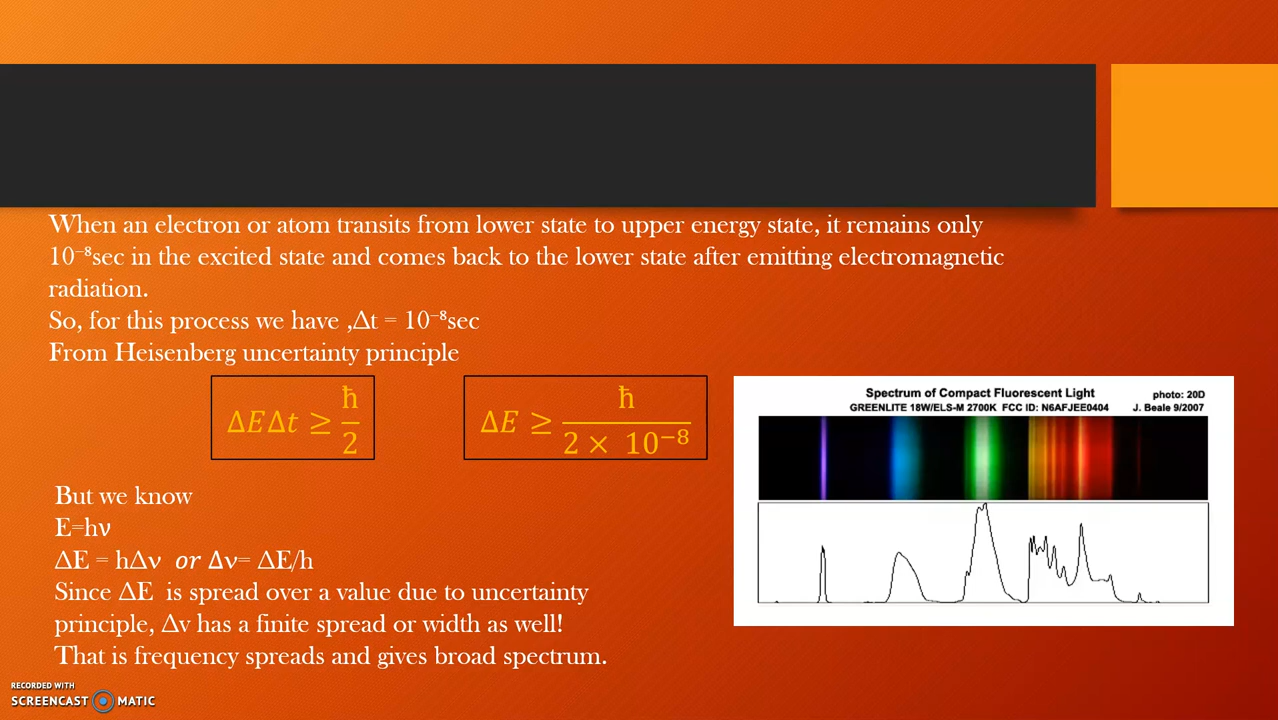 When an electron or atom transits from lower state to upper energy state, it remains only
10⁻⁸sec in the excited state and comes back to the lower state after emitting electromagnetic
radiation.
So, for this process we have ,Δt = 10⁻⁸sec
From Heisenberg uncertainty principle
ΔEΔt ≥ ħ/2
ΔE ≥ ħ/(2 × 10⁻⁸)
Spectrum of Compact Fluorescent Light
photo: 20D
GREENLITE 18W/ELS-M 2700K FCC ID: N6AFJEE0404
J. Beale 9/2007
But we know
E=hν
ΔE = hΔν or Δν= ΔE/h
Since ΔE is spread over a value due to uncertainty
principle, Δv has a finite spread or width as well!
That is frequency spreads and gives broad spectrum.
RECORDED WITH
SCREENCAST MATIC